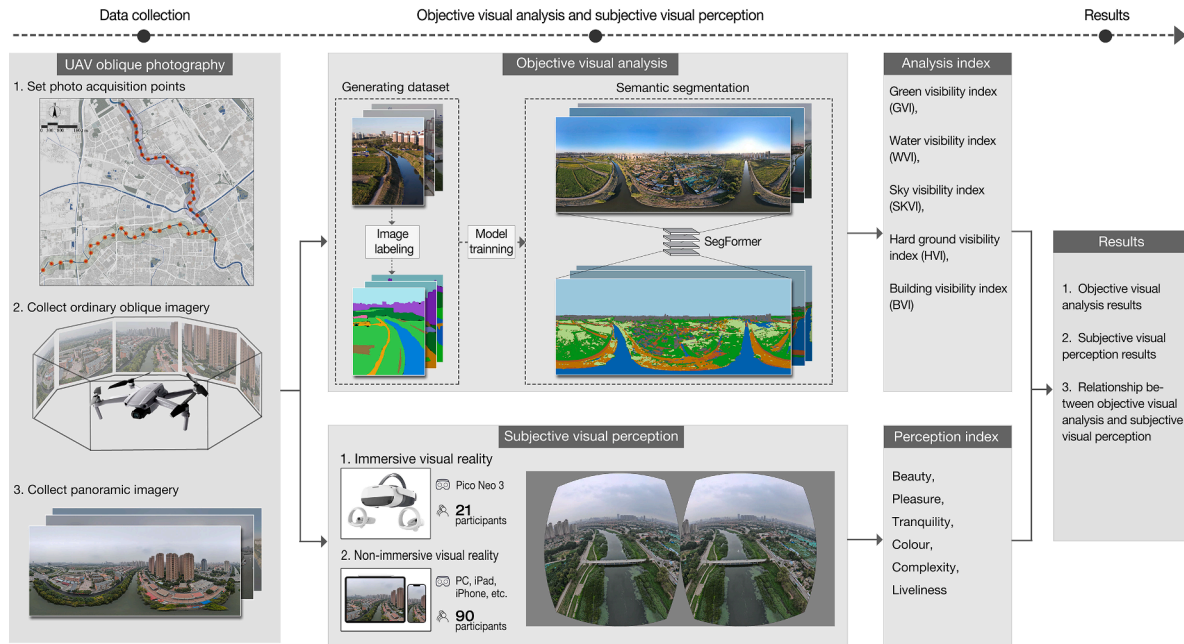 Data collection
Objective visual analysis and subjective visual perception
Results
UAV oblique photography
1. Set photo acquisition points
2. Collect ordinary oblique imagery
3. Collect panoramic imagery
Objective visual analysis
Generating dataset
Semantic segmentation
Image
labeling
Model
trainning
SegFormer
Subjective visual perception
1. Immersive visual reality
Pico Neo 3
21
participants
2. Non-immersive visual reality
PC, iPad,
iPhone, etc.
90
participants
Analysis index
Green visibility index
(GVI),
Water visibility index
(WVI),
Sky visibility index
(SKVI),
Hard ground visibility
index (HVI),
Building visibility index
(BVI)
Perception index
Beauty,
Pleasure,
Tranquility,
Colour,
Complexity,
Liveliness
Results
1. Objective visual
analysis results
2. Subjective visual
perception results
3. Relationship be-
tween objective visual
analysis and subjective
visual perception